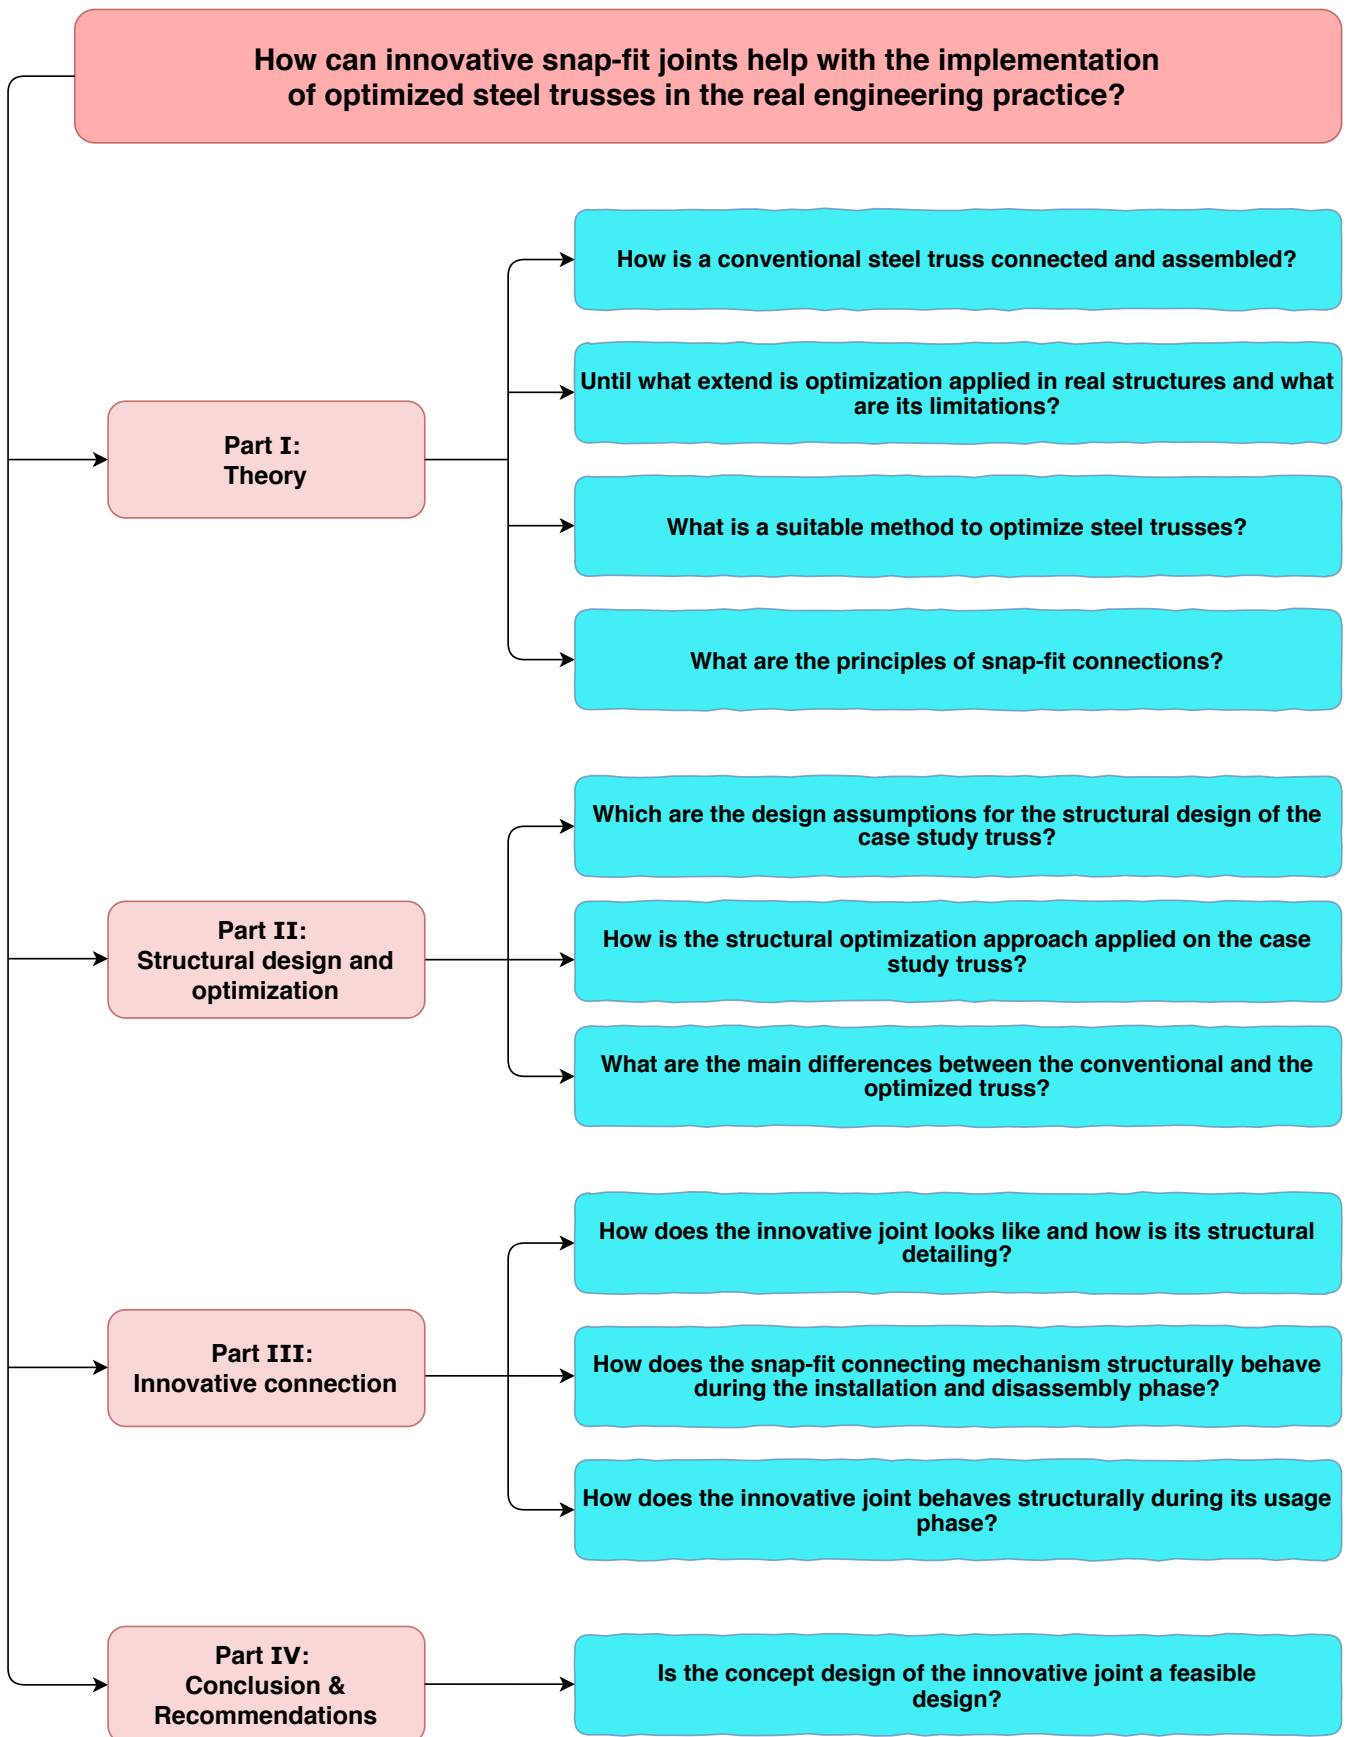 How can innovative snap-fit joints help with the implementation
of optimized steel trusses in the real engineering practice?
Part I:
Theory
How is a conventional steel truss connected and assembled?
Until what extend is optimization applied in real structures and what
are its limitations?
What is a suitable method to optimize steel trusses?
What are the principles of snap-fit connections?
Part II:
Structural design and
optimization
Which are the design assumptions for the structural design of the
case study truss?
How is the structural optimization approach applied on the case
study truss?
What are the main differences between the conventional and the
optimized truss?
Part III:
Innovative connection
How does the innovative joint looks like and how is its structural
detailing?
How does the snap-fit connecting mechanism structurally behave
during the installation and disassembly phase?
How does the innovative joint behaves structurally during its usage
phase?
Part IV:
Conclusion &
Recommendations
Is the concept design of the innovative joint a feasible
design?